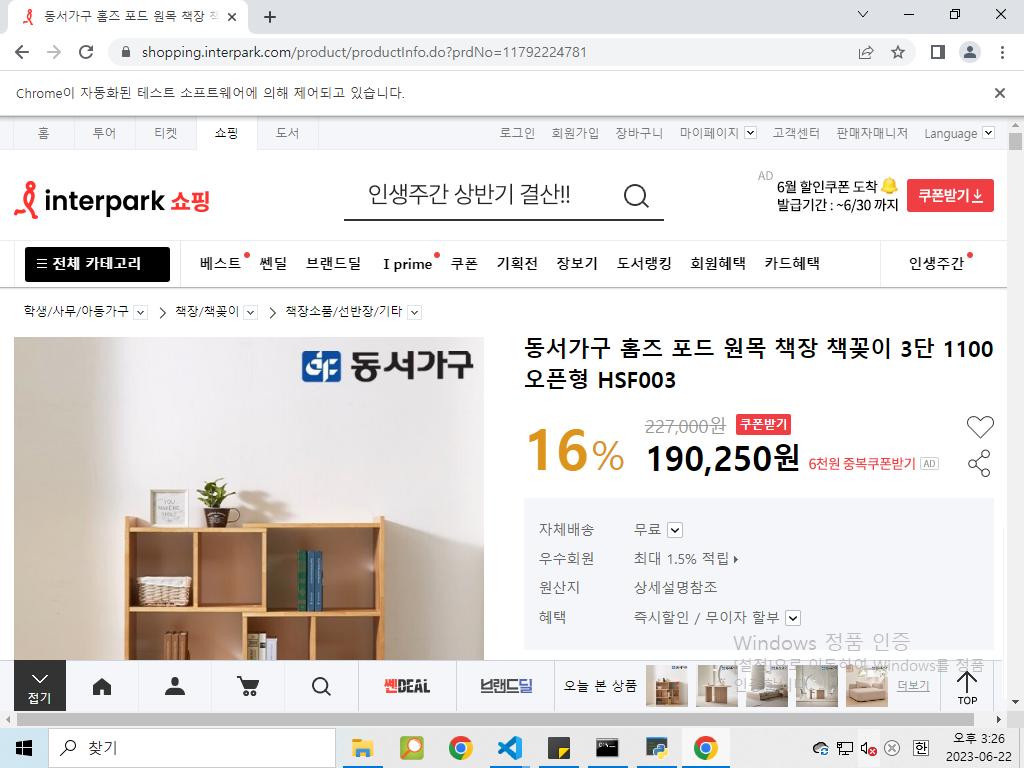 동서가구 홈즈 포드 원목 책장 책
shopping.interpark.com/product/productInfo.do?prdNo=11792224781
Chrome이 자동화된 테스트 소프트웨어에 의해 제어되고 있습니다.
홈 투어 티켓 쇼핑 도서 로그인 회원가입 장바구니 마이페이지 고객센터 판매자매니저 Language
interpark 쇼핑
인생주간 상반기 결산!!
AD
6월 할인쿠폰 도착
발급기간 : ~6/30 까지
쿠폰받기
전체 카테고리 베스트 쎈딜 브랜드딜 I prime 쿠폰 기획전 장보기 도서랭킹 회원혜택 카드혜택 인생주간
학생/사무/아동가구 책장/책꽂이 책장소품/선반장/기타
동서가구
동서가구 홈즈 포드 원목 책장 책꽂이 3단 1100
오픈형 HSF003
16%
227,000원 쿠폰받기
190,250원 6천원 중복쿠폰받기 AD
자체배송 무료
우수회원 최대 1.5% 적립
원산지 상세설명참조
혜택 즉시할인 / 무이자 할부
Windows 정품 인증
[설정]으로 이동하여 Windows를 정품
접기
쎈DEAL
브랜드딜
오늘 본 상품
더보기
TOP
찾기
한
오후 3:26
2023-06-22